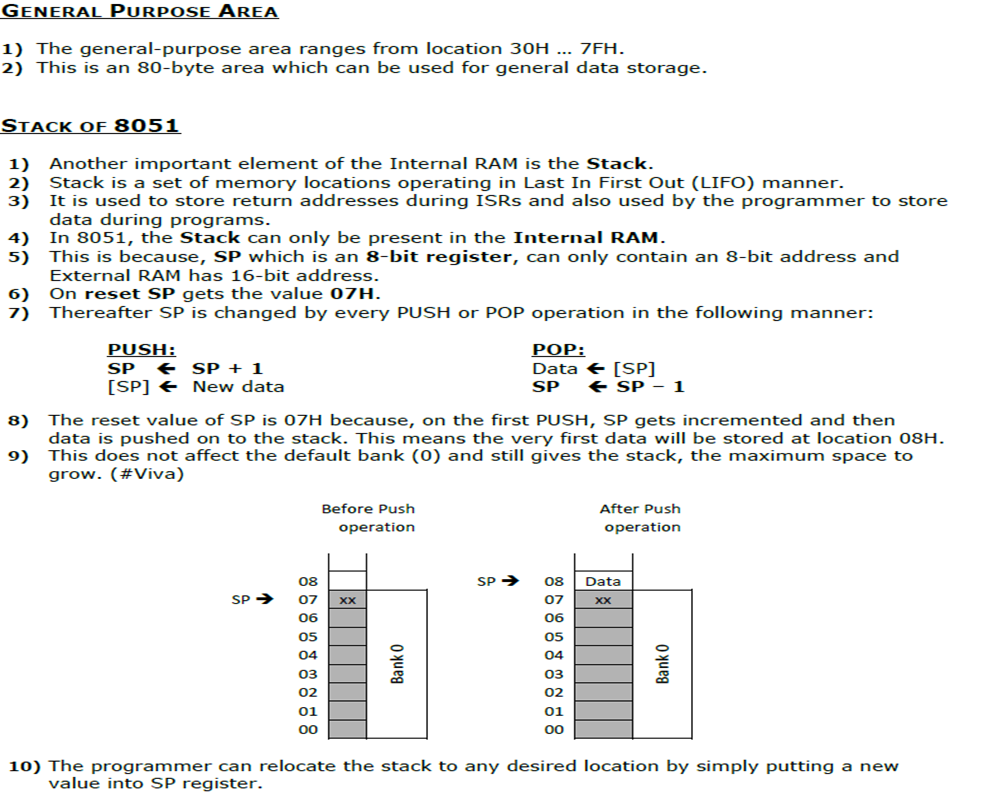 GENERAL PURPOSE AREA
1) The general-purpose area ranges from location 30H ... 7FH.
2) This is an 80-byte area which can be used for general data storage.
STACK OF 8051
1) Another important element of the Internal RAM is the Stack.
2) Stack is a set of memory locations operating in Last In First Out (LIFO) manner.
3) It is used to store return addresses during ISRs and also used by the programmer to store
data during programs.
4) In 8051, the Stack can only be present in the Internal RAM.
5) This is because, SP which is an 8-bit register, can only contain an 8-bit address and
External RAM has 16-bit address.
6) On reset SP gets the value 07H.
7) Thereafter SP is changed by every PUSH or POP operation in the following manner:
PUSH:
SP ← SP + 1
[SP] ← New data
POP:
Data ← [SP]
SP ← SP – 1
8) The reset value of SP is 07H because, on the first PUSH, SP gets incremented and then
data is pushed on to the stack. This means the very first data will be stored at location 08H.
9) This does not affect the default bank (0) and still gives the stack, the maximum space to
grow. (#Viva)
Before Push
operation
08
SP → 07 xx
06
05
04
03
02
01
00
Bank 0
After Push
operation
SP → 08 Data
07 xx
06
05
04
03
02
01
00
Bank 0
10) The programmer can relocate the stack to any desired location by simply putting a new
value into SP register.